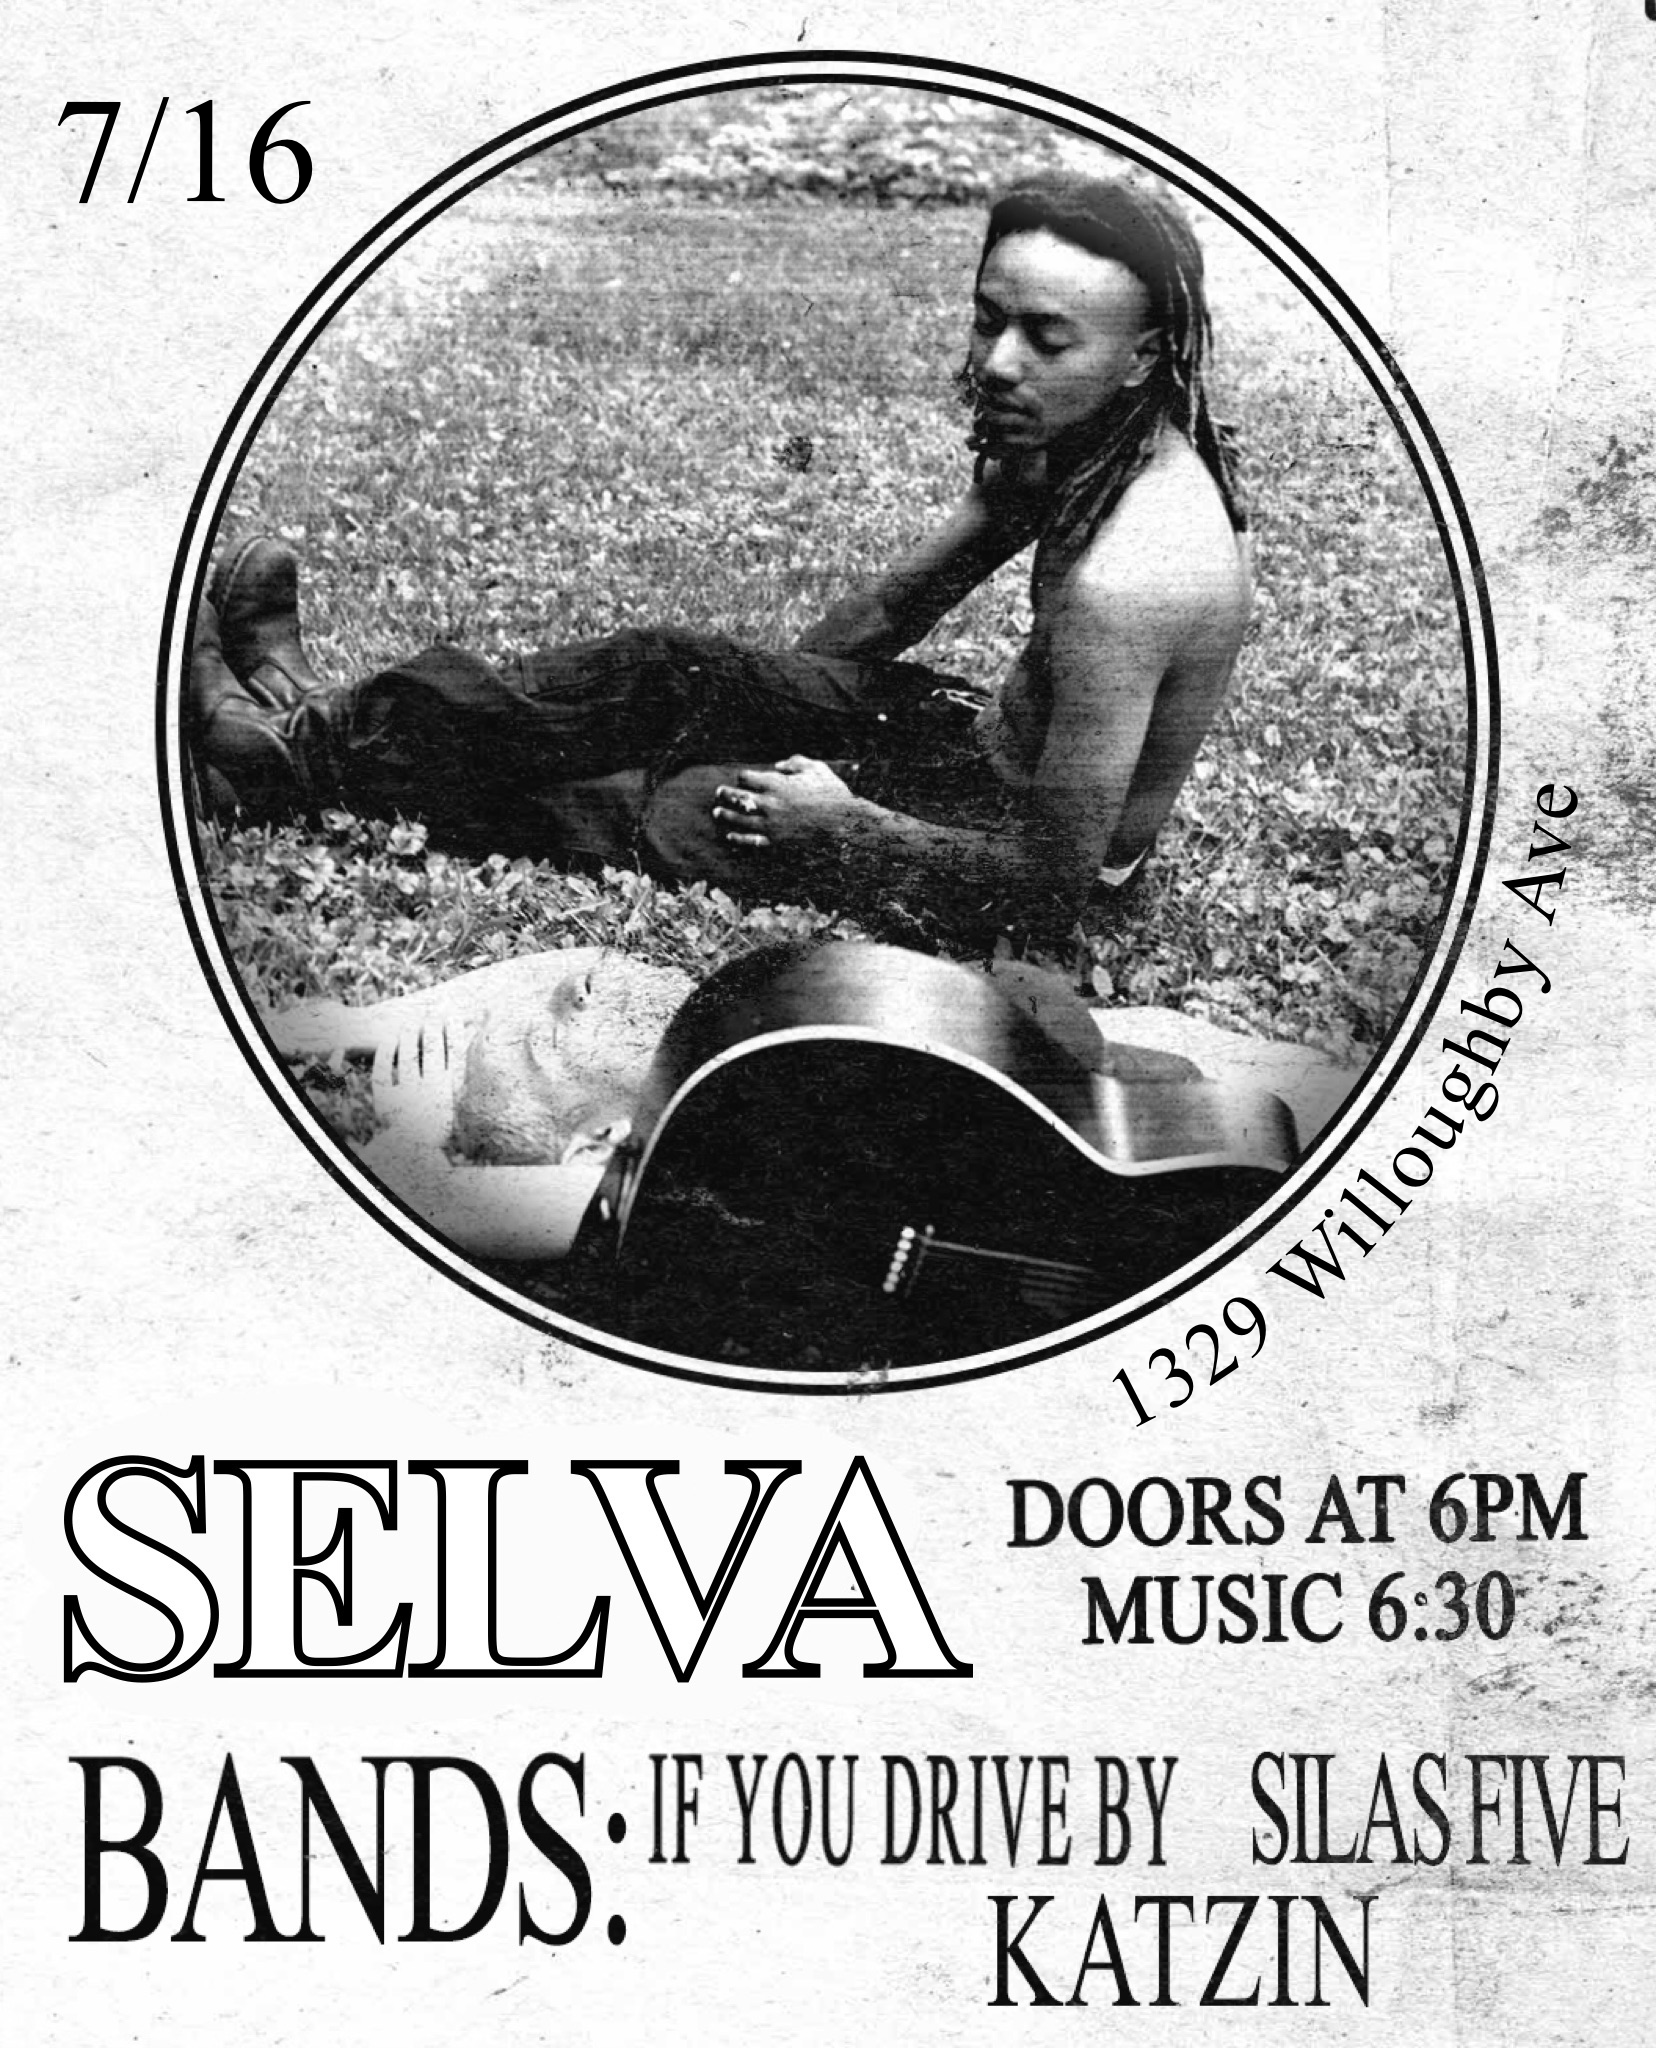 7/16
1329 Willoughby Ave
SELVA
DOORS AT 6PM
MUSIC 6:30
BANDS: IF YOU DRIVE BY SILAS FIVE
KATZIN